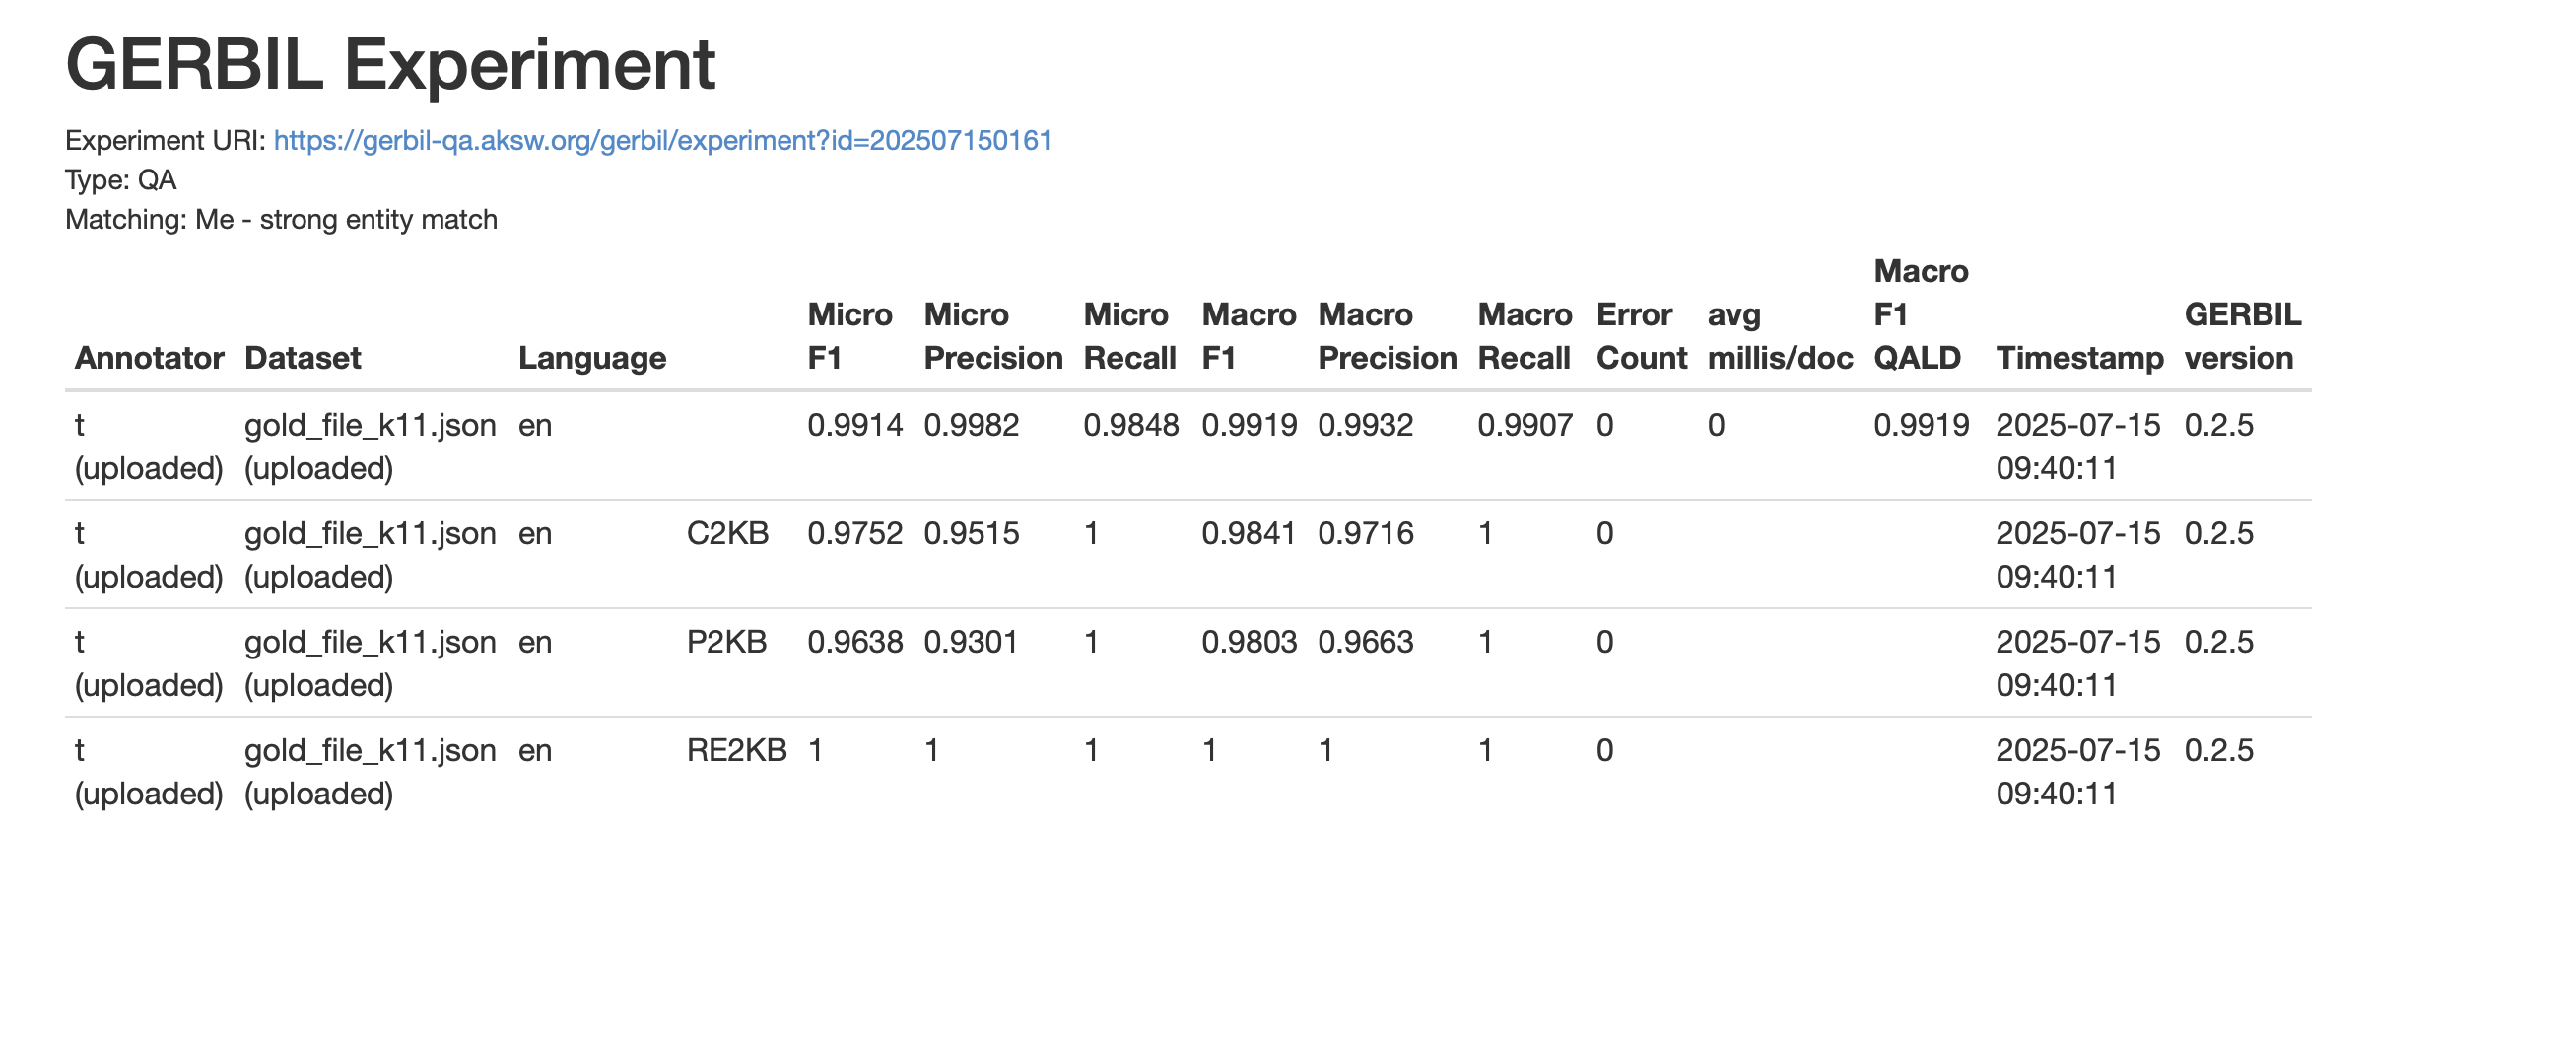 GERBIL Experiment
Experiment URI: https://gerbil-qa.aksw.org/gerbil/experiment?id=202507150161
Type: QA
Matching: Me - strong entity match
Annotator Dataset Language Micro F1 Micro Precision Micro Recall Macro F1 Macro Precision Macro Recall Error Count avg millis/doc Macro F1 QALD Timestamp GERBIL version
t (uploaded) gold_file_k11.json (uploaded) en 0.9914 0.9982 0.9848 0.9919 0.9932 0.9907 0 0 0.9919 2025-07-15 09:40:11 0.2.5
t (uploaded) gold_file_k11.json (uploaded) en C2KB 0.9752 0.9515 1 0.9841 0.9716 1 0 2025-07-15 09:40:11 0.2.5
t (uploaded) gold_file_k11.json (uploaded) en P2KB 0.9638 0.9301 1 0.9803 0.9663 1 0 2025-07-15 09:40:11 0.2.5
t (uploaded) gold_file_k11.json (uploaded) en RE2KB 1 1 1 1 1 1 0 2025-07-15 09:40:11 0.2.5